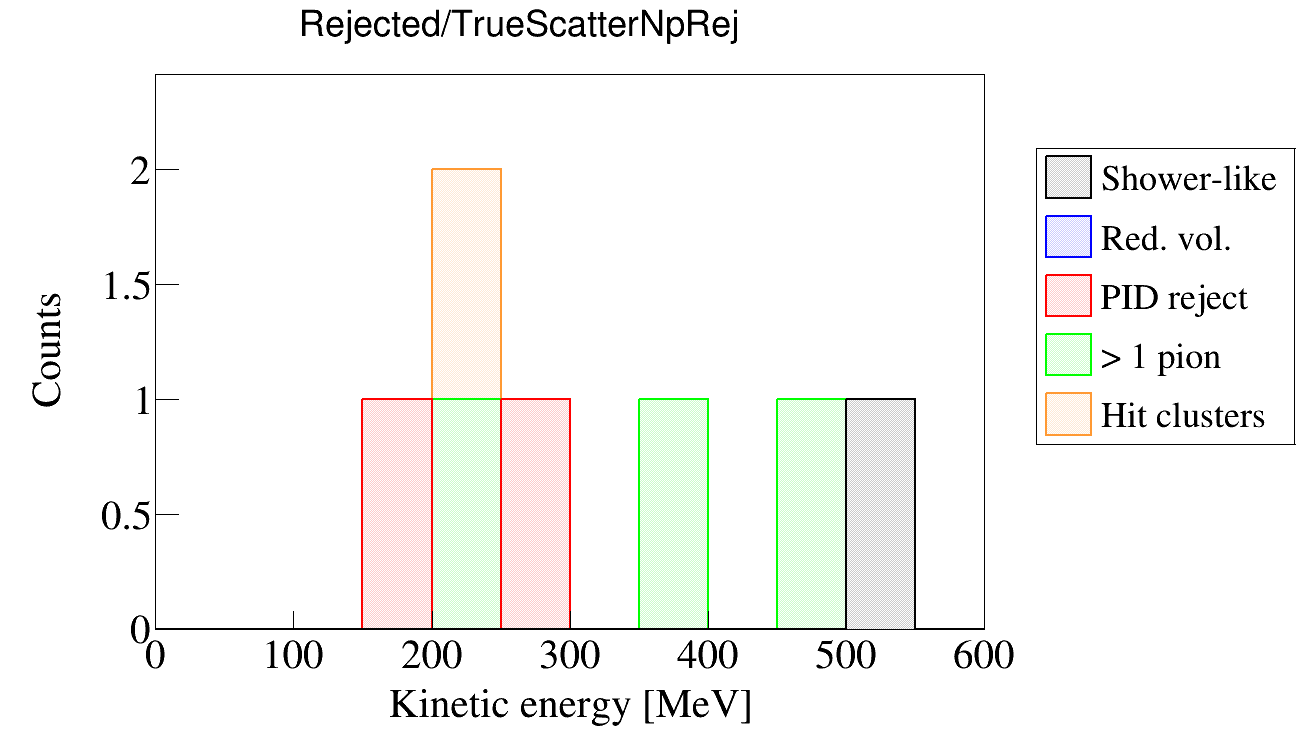 Rejected/TrueScatterNpRej
2
1.5
1
0.5
0
0 100 200 300 400 500 600
Counts
Kinetic energy [MeV]
Shower-like
Red. vol.
PID reject
> 1 pion
Hit clusters